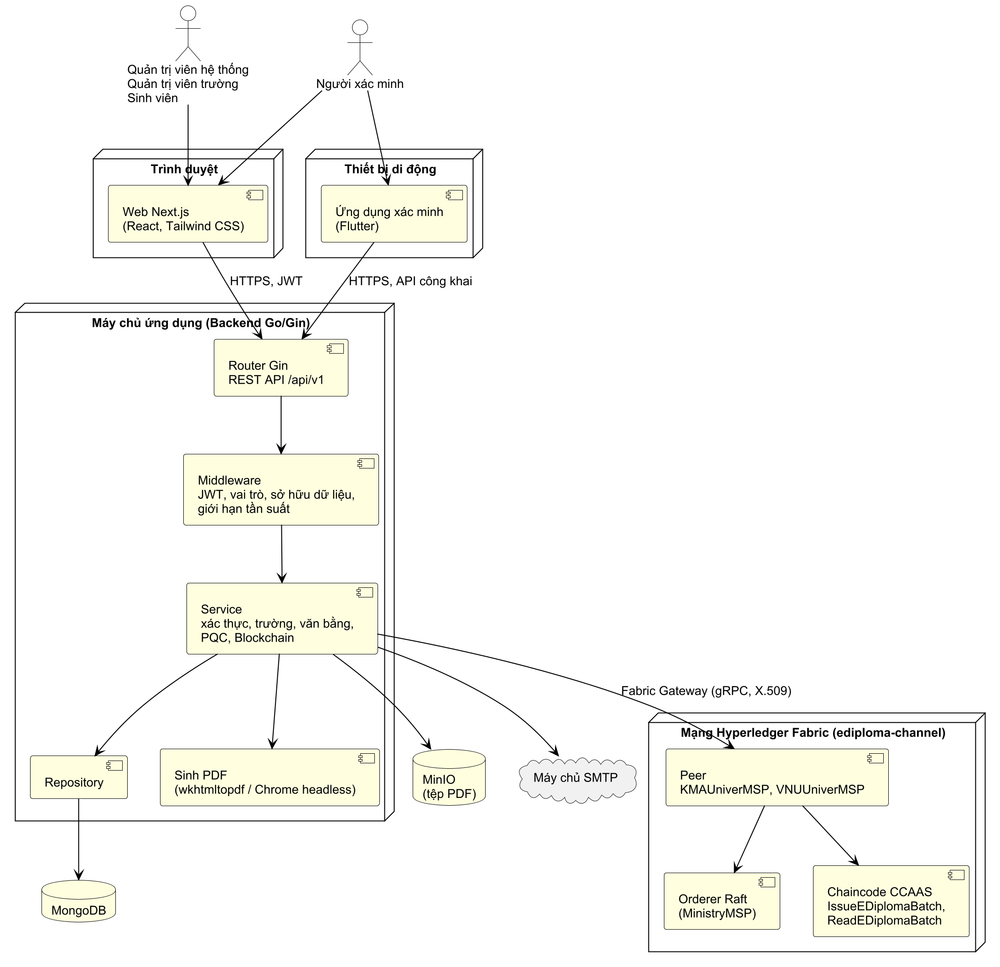 Quản trị viên hệ thống
Quản trị viên trường
Sinh viên
Người xác minh
Trình duyệt
Web Next.js
(React, Tailwind CSS)
Thiết bị di động
Ứng dụng xác minh
(Flutter)
HTTPS, JWT
HTTPS, API công khai
Máy chủ ứng dụng (Backend Go/Gin)
Router Gin
REST API /api/v1
Middleware
JWT, vai trò, sở hữu dữ liệu,
giới hạn tần suất
Service
xác thực, trường, văn bằng,
PQC, Blockchain
Fabric Gateway (gRPC, X.509)
Repository
Sinh PDF
(wkhtmltopdf / Chrome headless)
MinIO
(tệp PDF)
Máy chủ SMTP
Mạng Hyperledger Fabric (ediploma-channel)
Peer
KMAUniverMSP, VNUUniverMSP
MongoDB
Orderer Raft
(MinistryMSP)
Chaincode CCAAS
IssueEDiplomaBatch,
ReadEDiplomaBatch